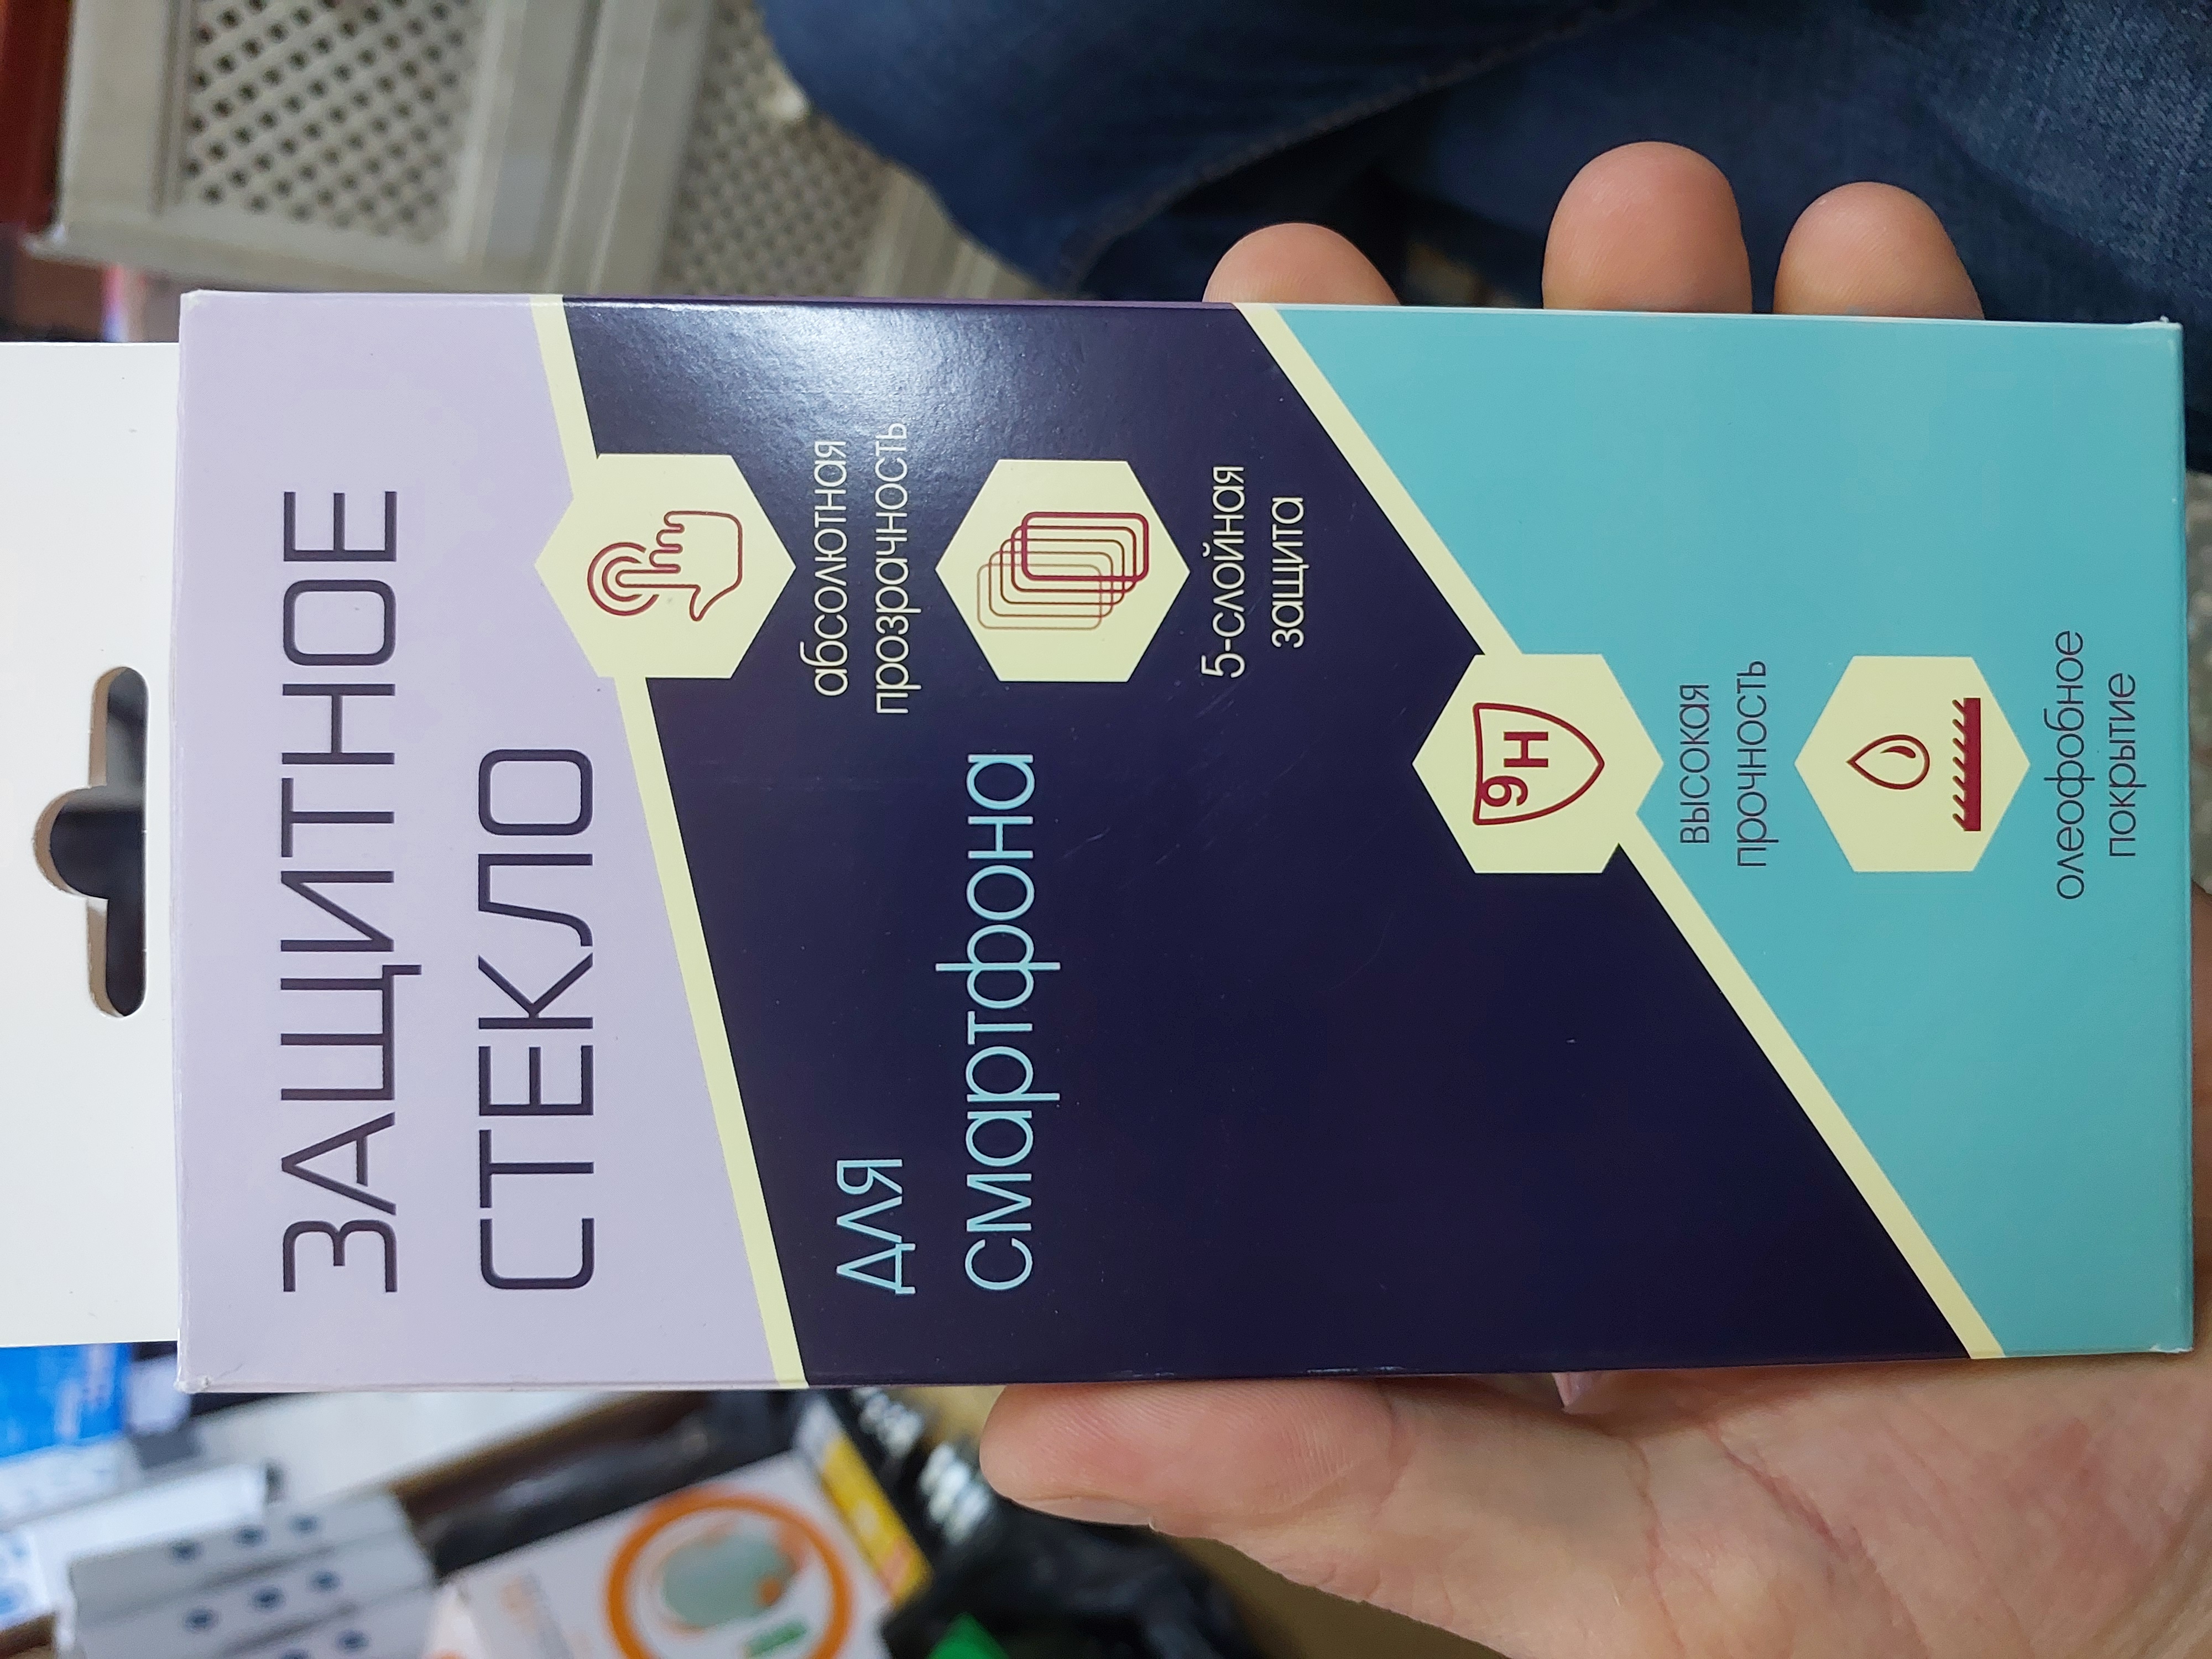 ЗАЩИТНОЕ
СТЕКЛО
для
смартфона
абсолютная
прозрачность
5-слойная
защита
9H
высокая
прочность
олеофобное
покрытие